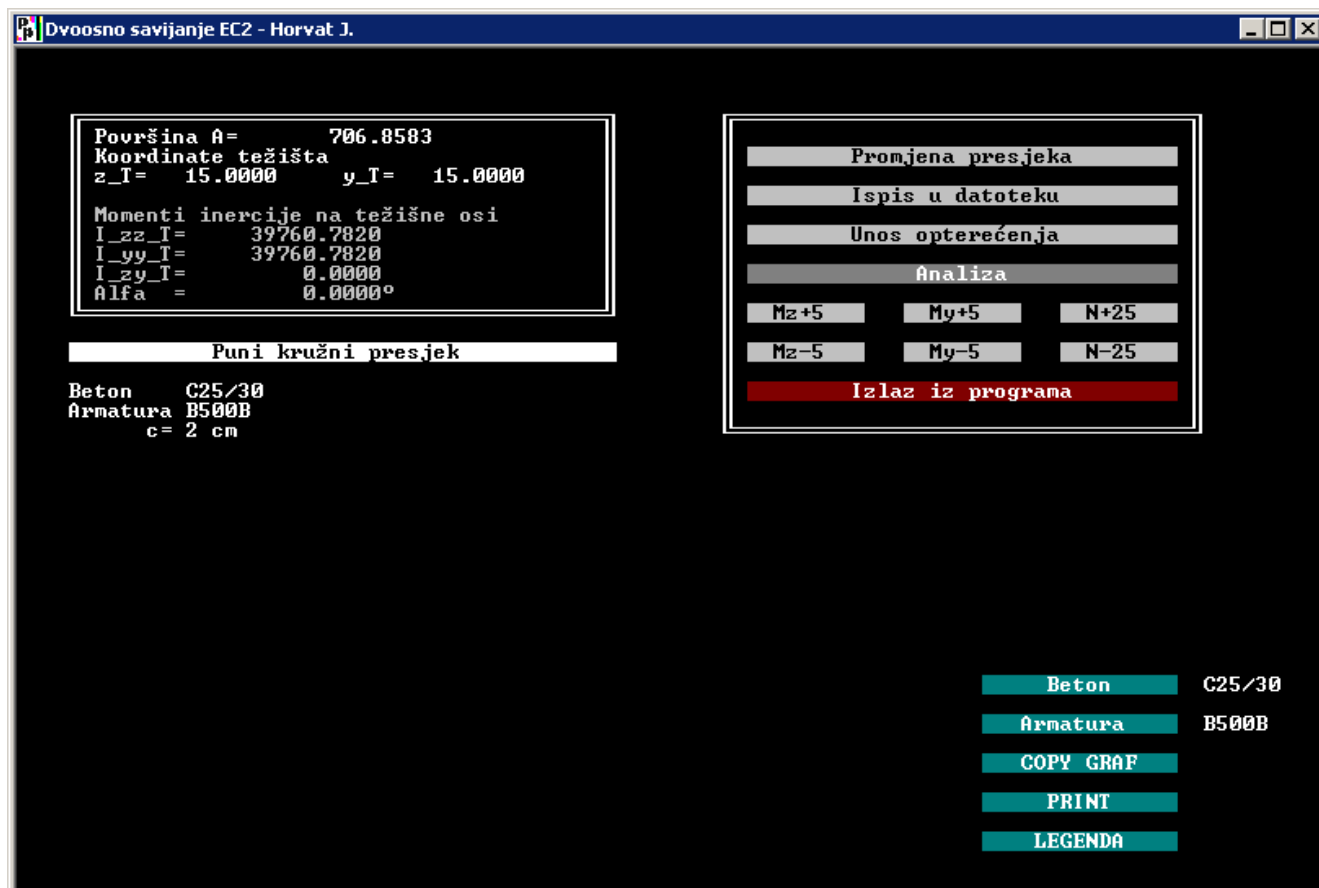 Dvoosno savijanje EC2 - Horvat J.
Površina A= 706.8583
Koordinate težišta
z_T= 15.0000 y_T= 15.0000
Momenti inercije na težišne osi
I_zz_T= 39760.7820
I_yy_T= 39760.7820
I_zy_T= 0.0000
Alfa = 0.0000º
Puni kružni presjek
Beton C25/30
Armatura B500B
c= 2 cm
Promjena presjeka
Ispis u datoteku
Unos opterećenja
Analiza
Mz+5 My+5 N+25
Mz-5 My-5 N-25
Izlaz iz programa
Beton C25/30
Armatura B500B
COPY GRAF
PRINT
LEGENDA